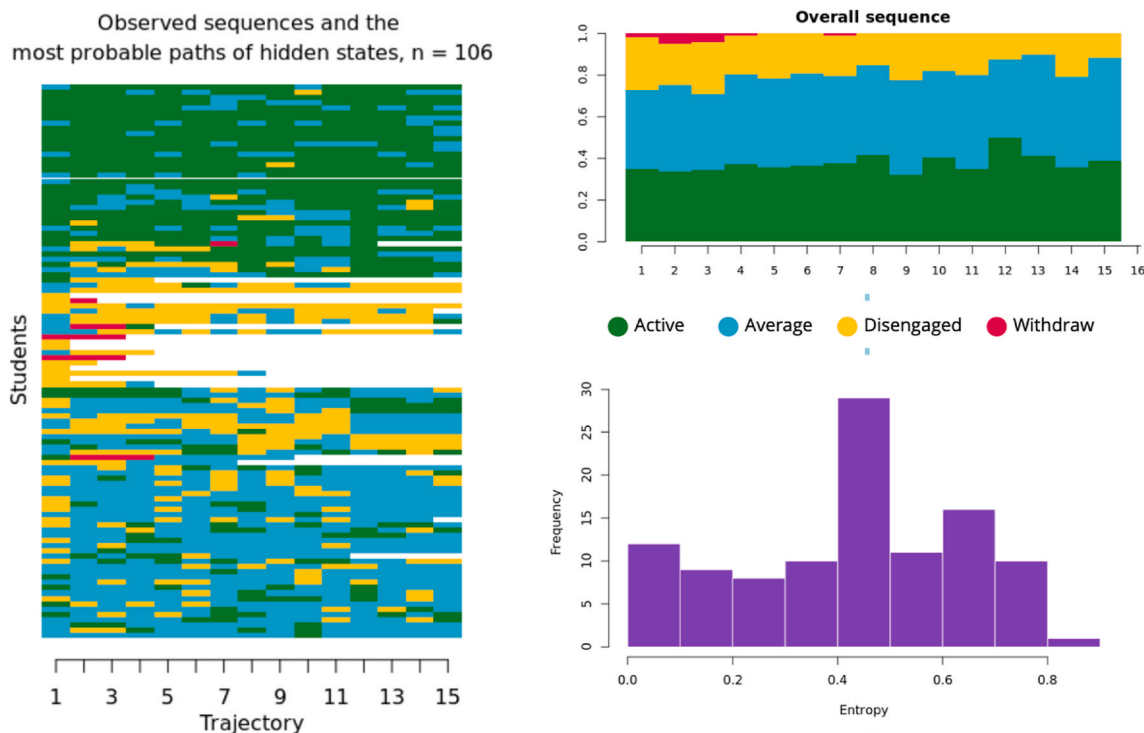 Observed sequences and the
most probable paths of hidden states, n = 106
Students
1 3 5 7 9 11 13 15
Trajectory
Overall sequence
1.0
0.8
0.6
0.4
0.2
0.0
1 2 3 4 5 6 7 8 9 10 11 12 13 14 15 16
Active Average Disengaged Withdraw
30
25
20
15
10
5
0
Frequency
0.0 0.2 0.4 0.6 0.8
Entropy